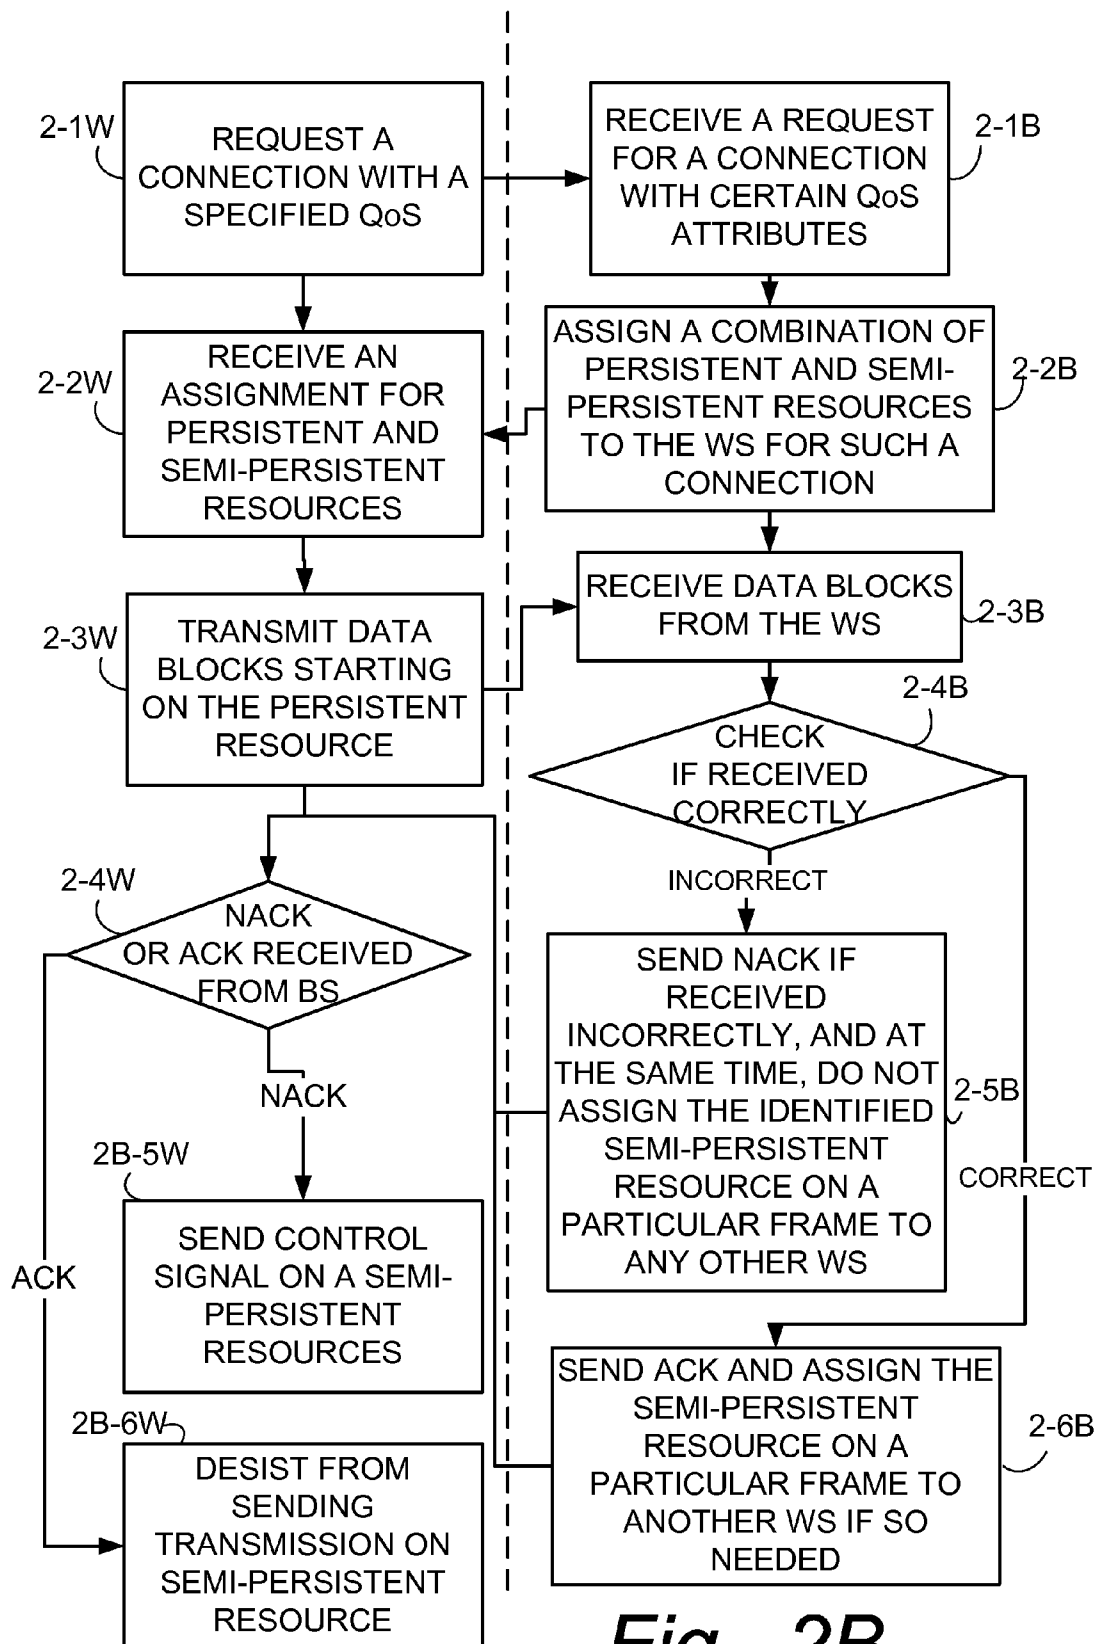 2-1W
REQUEST A
CONNECTION WITH A
SPECIFIED QoS
RECEIVE A REQUEST
FOR A CONNECTION
WITH CERTAIN QoS
ATTRIBUTES
2-1B
2-2W
RECEIVE AN
ASSIGNMENT FOR
PERSISTENT AND
SEMI-PERSISTENT
RESOURCES
ASSIGN A COMBINATION OF
PERSISTENT AND SEMI-
PERSISTENT RESOURCES
TO THE WS FOR SUCH A
CONNECTION
2-2B
2-3W
TRANSMIT DATA
BLOCKS STARTING
ON THE PERSISTENT
RESOURCE
RECEIVE DATA BLOCKS
FROM THE WS
2-3B
2-4B
CHECK
IF RECEIVED
CORRECTLY
2-4W
NACK
OR ACK RECEIVED
FROM BS
INCORRECT
NACK
SEND NACK IF
RECEIVED
INCORRECTLY, AND AT
THE SAME TIME, DO NOT
ASSIGN THE IDENTIFIED
SEMI-PERSISTENT
RESOURCE ON A
PARTICULAR FRAME TO
ANY OTHER WS
2-5B
CORRECT
2B-5W
SEND CONTROL
SIGNAL ON A SEMI-
PERSISTENT
RESOURCES
ACK
2B-6W
DESIST FROM
SENDING
TRANSMISSION ON
SEMI-PERSISTENT
RESOURCE
SEND ACK AND ASSIGN THE
SEMI-PERSISTENT
RESOURCE ON A
PARTICULAR FRAME TO
ANOTHER WS IF SO
NEEDED
2-6B
Fig. 2B